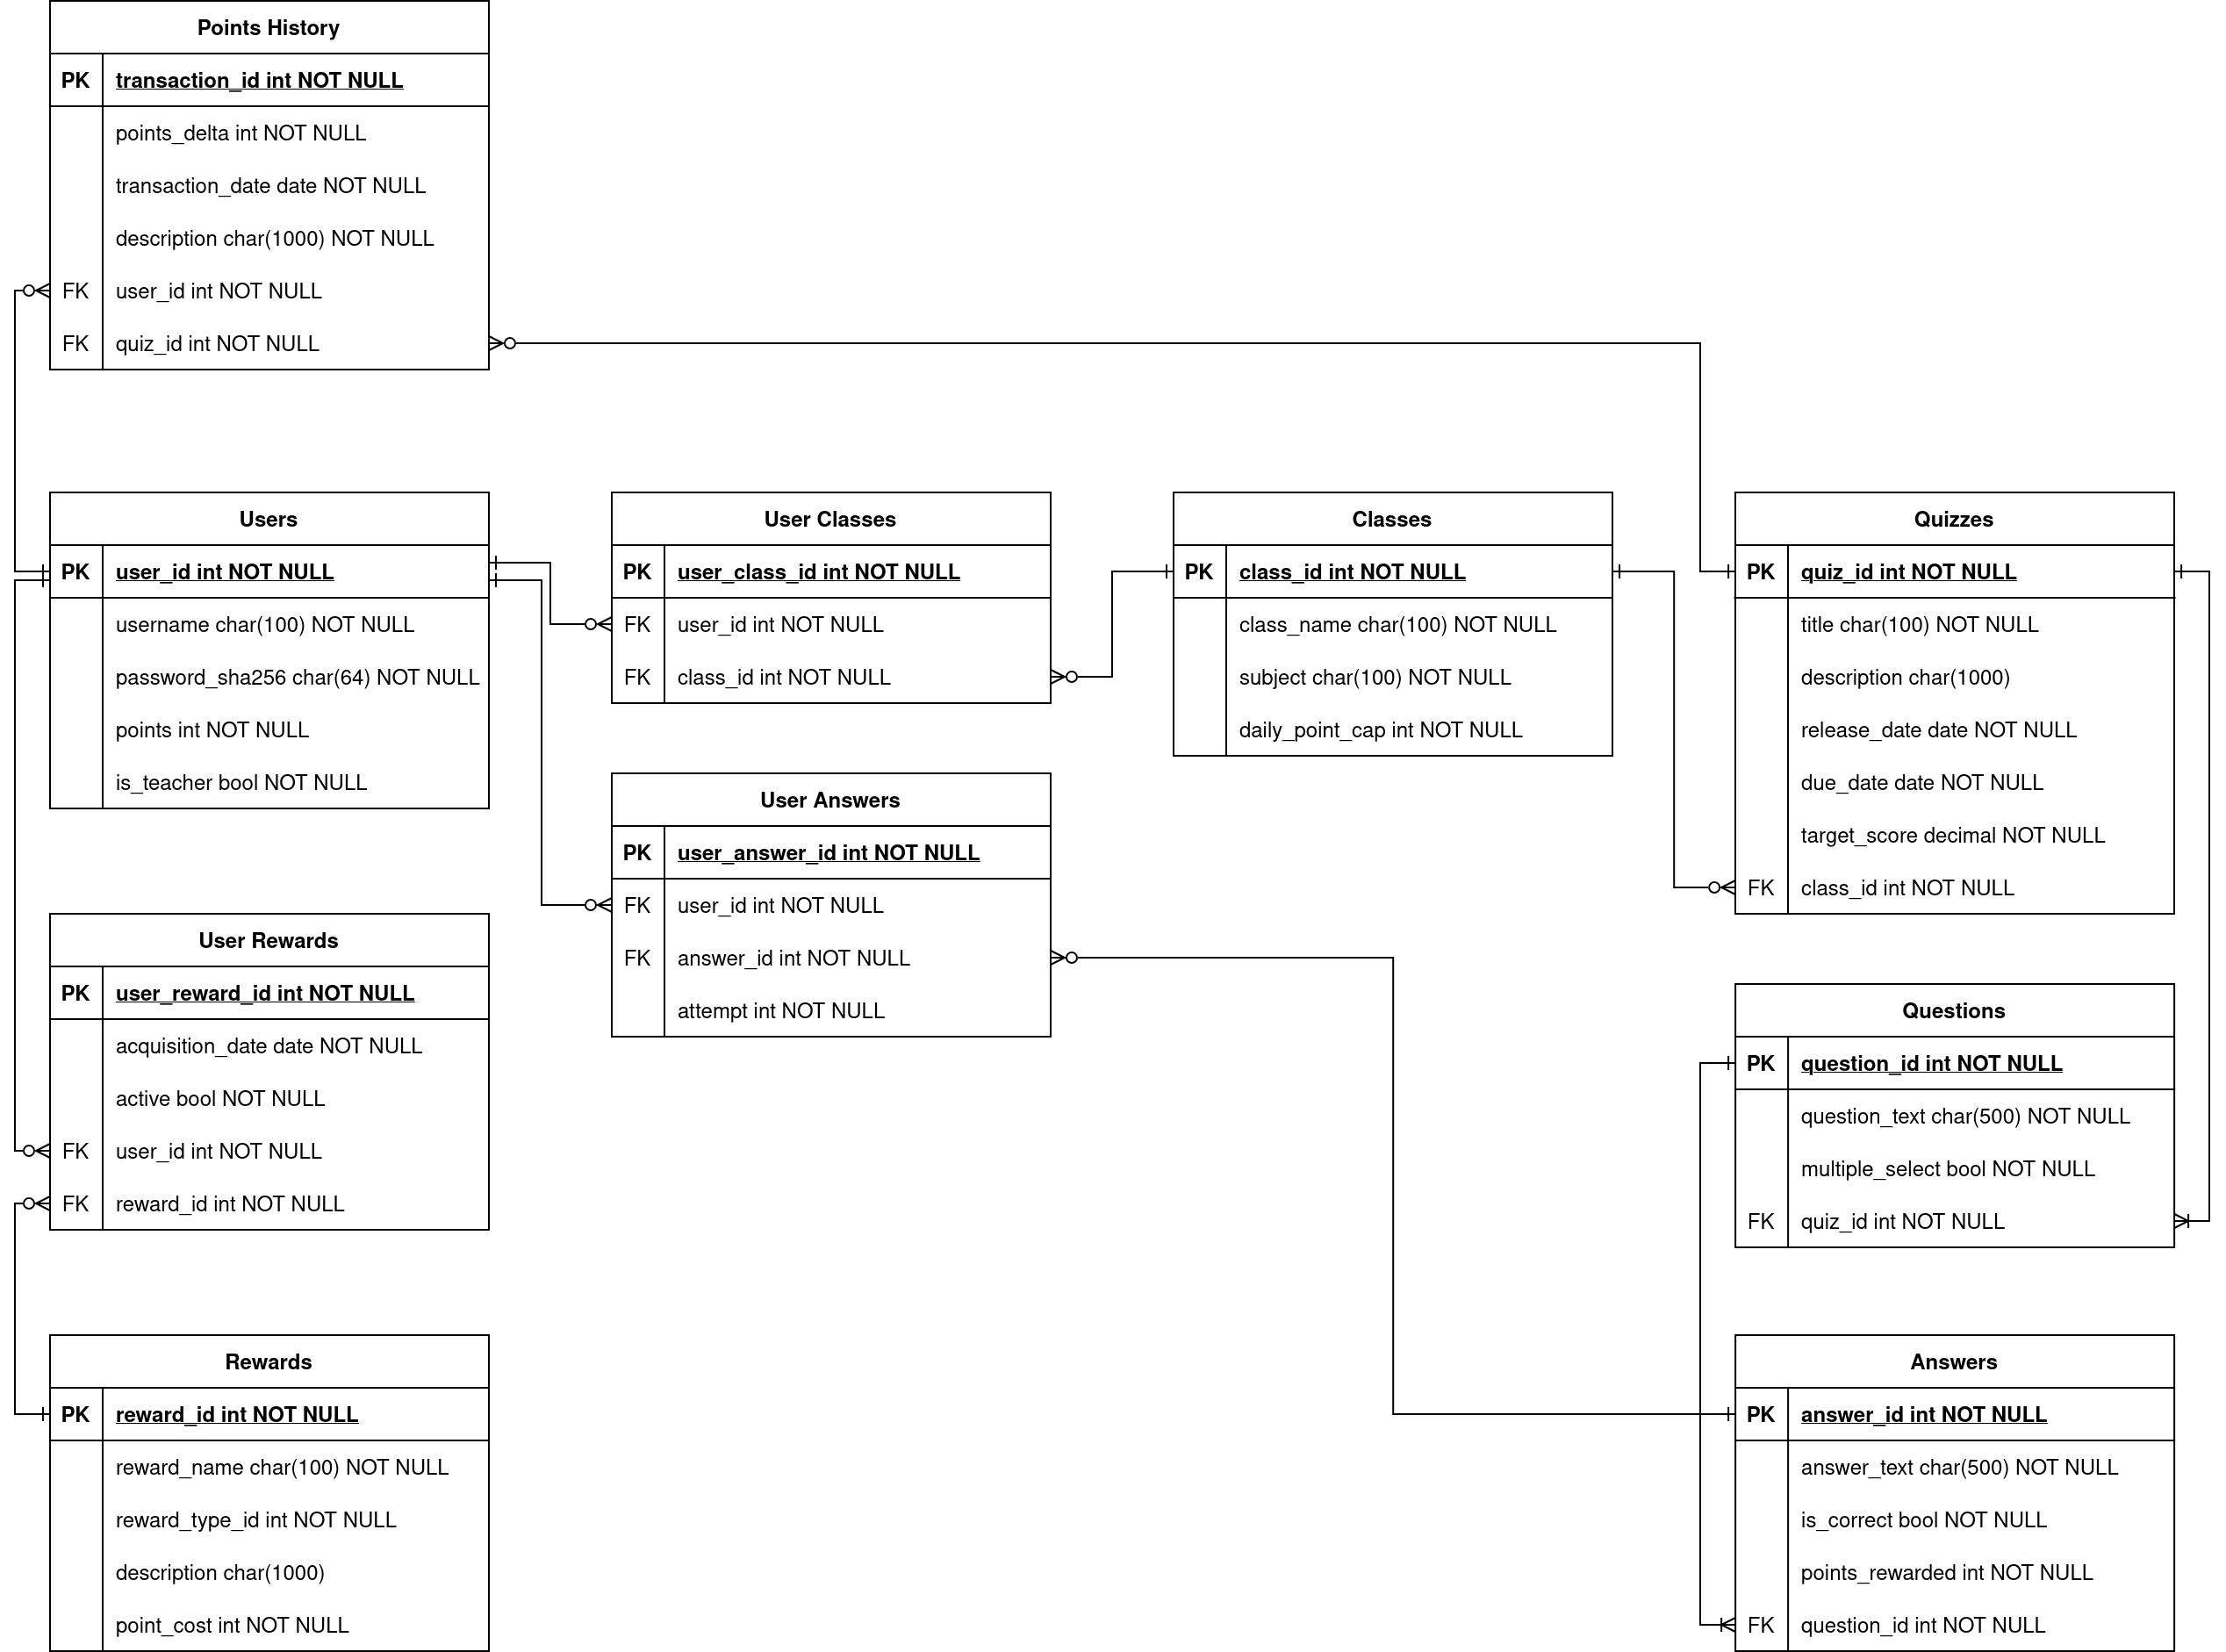 Points History
PK transaction_id int NOT NULL
points_delta int NOT NULL
transaction_date date NOT NULL
description char(1000) NOT NULL
FK user_id int NOT NULL
FK quiz_id int NOT NULL
Users
PK user_id int NOT NULL
username char(100) NOT NULL
password_sha256 char(64) NOT NULL
points int NOT NULL
is_teacher bool NOT NULL
User Classes
PK user_class_id int NOT NULL
FK user_id int NOT NULL
FK class_id int NOT NULL
Classes
PK class_id int NOT NULL
class_name char(100) NOT NULL
subject char(100) NOT NULL
daily_point_cap int NOT NULL
Quizzes
PK quiz_id int NOT NULL
title char(100) NOT NULL
description char(1000)
release_date date NOT NULL
due_date date NOT NULL
target_score decimal NOT NULL
FK class_id int NOT NULL
User Answers
PK user_answer_id int NOT NULL
FK user_id int NOT NULL
FK answer_id int NOT NULL
attempt int NOT NULL
User Rewards
PK user_reward_id int NOT NULL
acquisition_date date NOT NULL
active bool NOT NULL
FK user_id int NOT NULL
FK reward_id int NOT NULL
Questions
PK question_id int NOT NULL
question_text char(500) NOT NULL
multiple_select bool NOT NULL
FK quiz_id int NOT NULL
Rewards
PK reward_id int NOT NULL
reward_name char(100) NOT NULL
reward_type_id int NOT NULL
description char(1000)
point_cost int NOT NULL
Answers
PK answer_id int NOT NULL
answer_text char(500) NOT NULL
is_correct bool NOT NULL
points_rewarded int NOT NULL
FK question_id int NOT NULL